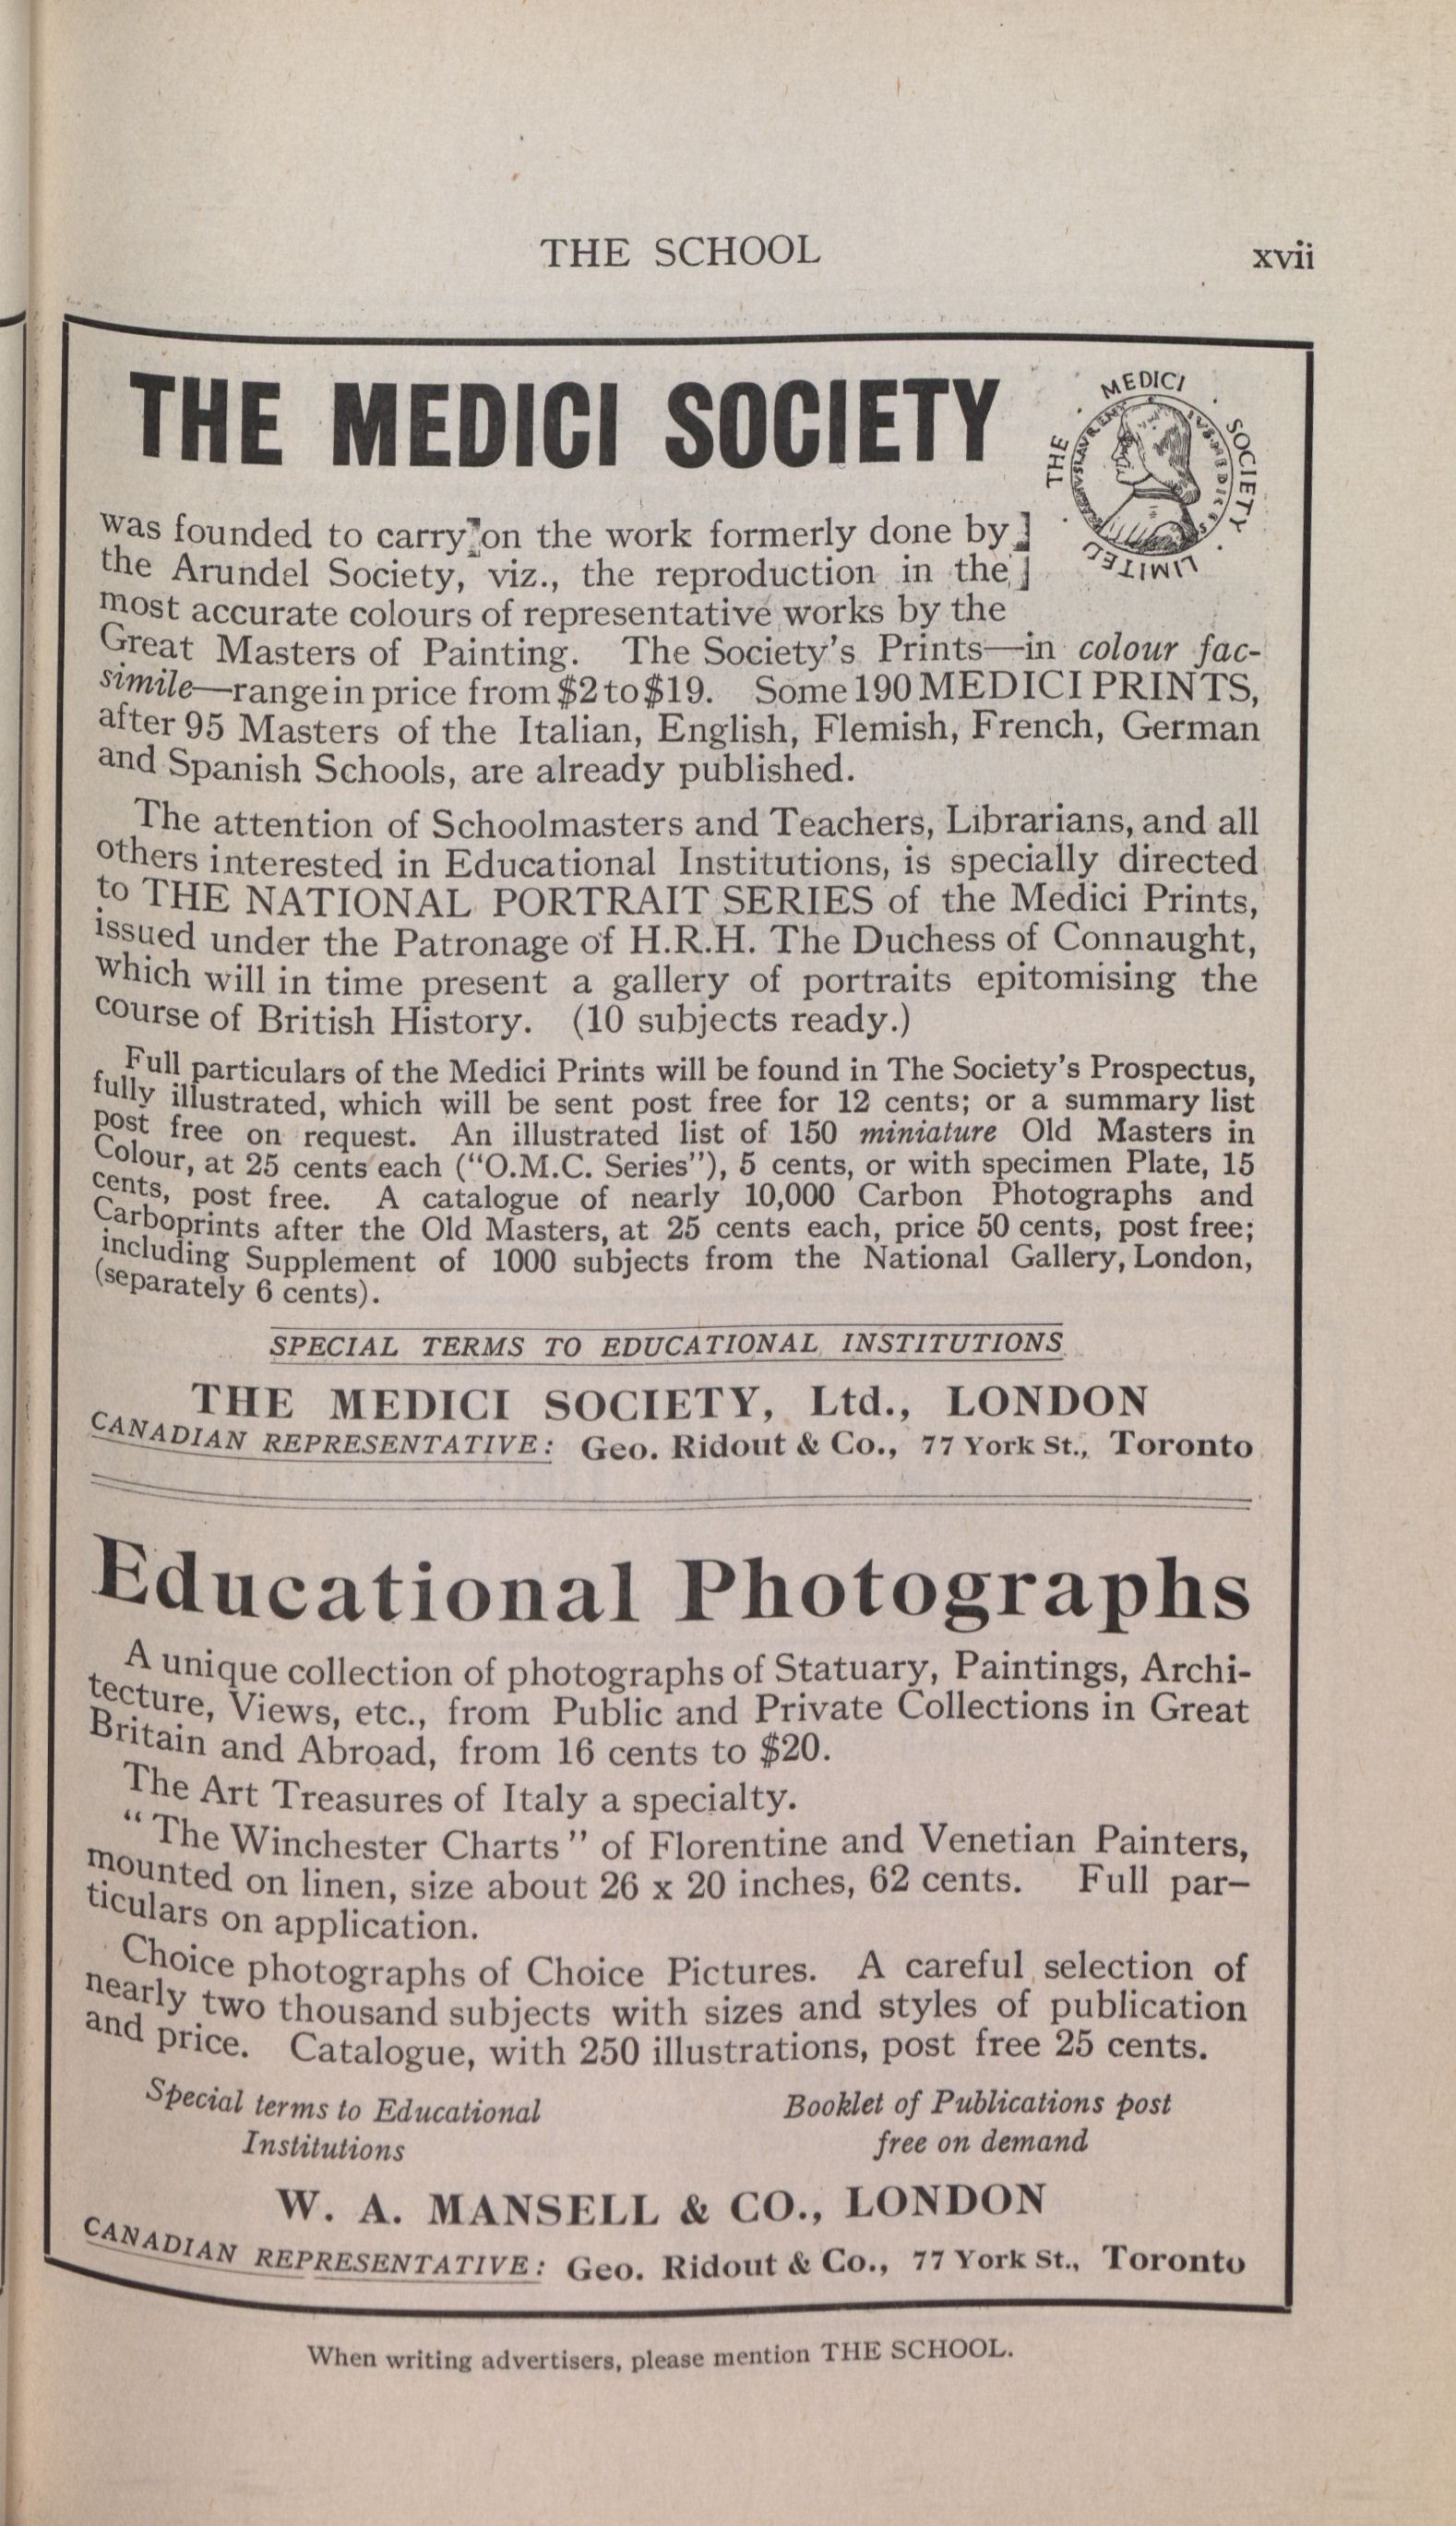 THE SCHOOL
xvii
THE MEDICI SOCIETY
THE MEDICI SOCIETY LIMITED
was founded to carry on the work formerly done by
the Arundel Society, viz., the reproduction in the
most accurate colours of representative works by the
Great Masters of Painting. The Society's Prints—in colour fac-
simile—range in price from $2 to $19. Some 190 MEDICI PRINTS,
after 95 Masters of the Italian, English, Flemish, French, German
and Spanish Schools, are already published.
The attention of Schoolmasters and Teachers, Librarians, and all
others interested in Educational Institutions, is specially directed
to THE NATIONAL PORTRAIT SERIES of the Medici Prints,
issued under the Patronage of H.R.H. The Duchess of Connaught,
which will in time present a gallery of portraits epitomising the
course of British History. (10 subjects ready.)
Full particulars of the Medici Prints will be found in The Society's Prospectus,
fully illustrated, which will be sent post free for 12 cents; or a summary list
post free on request. An illustrated list of 150 miniature Old Masters in
Colour, at 25 cents each ("O.M.C. Series"), 5 cents, or with specimen Plate, 15
cents, post free. A catalogue of nearly 10,000 Carbon Photographs and
Carboprints after the Old Masters, at 25 cents each, price 50 cents, post free;
including Supplement of 1000 subjects from the National Gallery, London,
(separately 6 cents).
SPECIAL TERMS TO EDUCATIONAL INSTITUTIONS
THE MEDICI SOCIETY, Ltd., LONDON
CANADIAN REPRESENTATIVE: Geo. Ridout & Co., 77 York St., Toronto
Educational Photographs
A unique collection of photographs of Statuary, Paintings, Archi-
tecture, Views, etc., from Public and Private Collections in Great
Britain and Abroad, from 16 cents to $20.
The Art Treasures of Italy a specialty.
"The Winchester Charts" of Florentine and Venetian Painters,
mounted on linen, size about 26 x 20 inches, 62 cents. Full par-
ticulars on application.
Choice photographs of Choice Pictures. A careful selection of
nearly two thousand subjects with sizes and styles of publication
and price. Catalogue, with 250 illustrations, post free 25 cents.
Special terms to Educational
Institutions
Booklet of Publications post
free on demand
W. A. MANSELL & CO., LONDON
CANADIAN REPRESENTATIVE: Geo. Ridout & Co., 77 York St., Toronto
When writing advertisers, please mention THE SCHOOL.